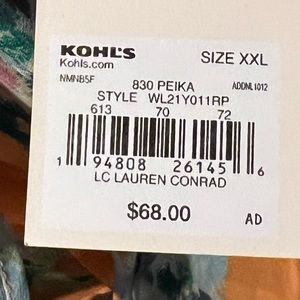 KOHL'S SIZE XXL
Kohls.com
NMNB5F 830 PEIKA ADDNL1012
STYLE WL21Y011RP
613 70 72
1 94808 26145 6
LC LAUREN CONRAD
$68.00 AD